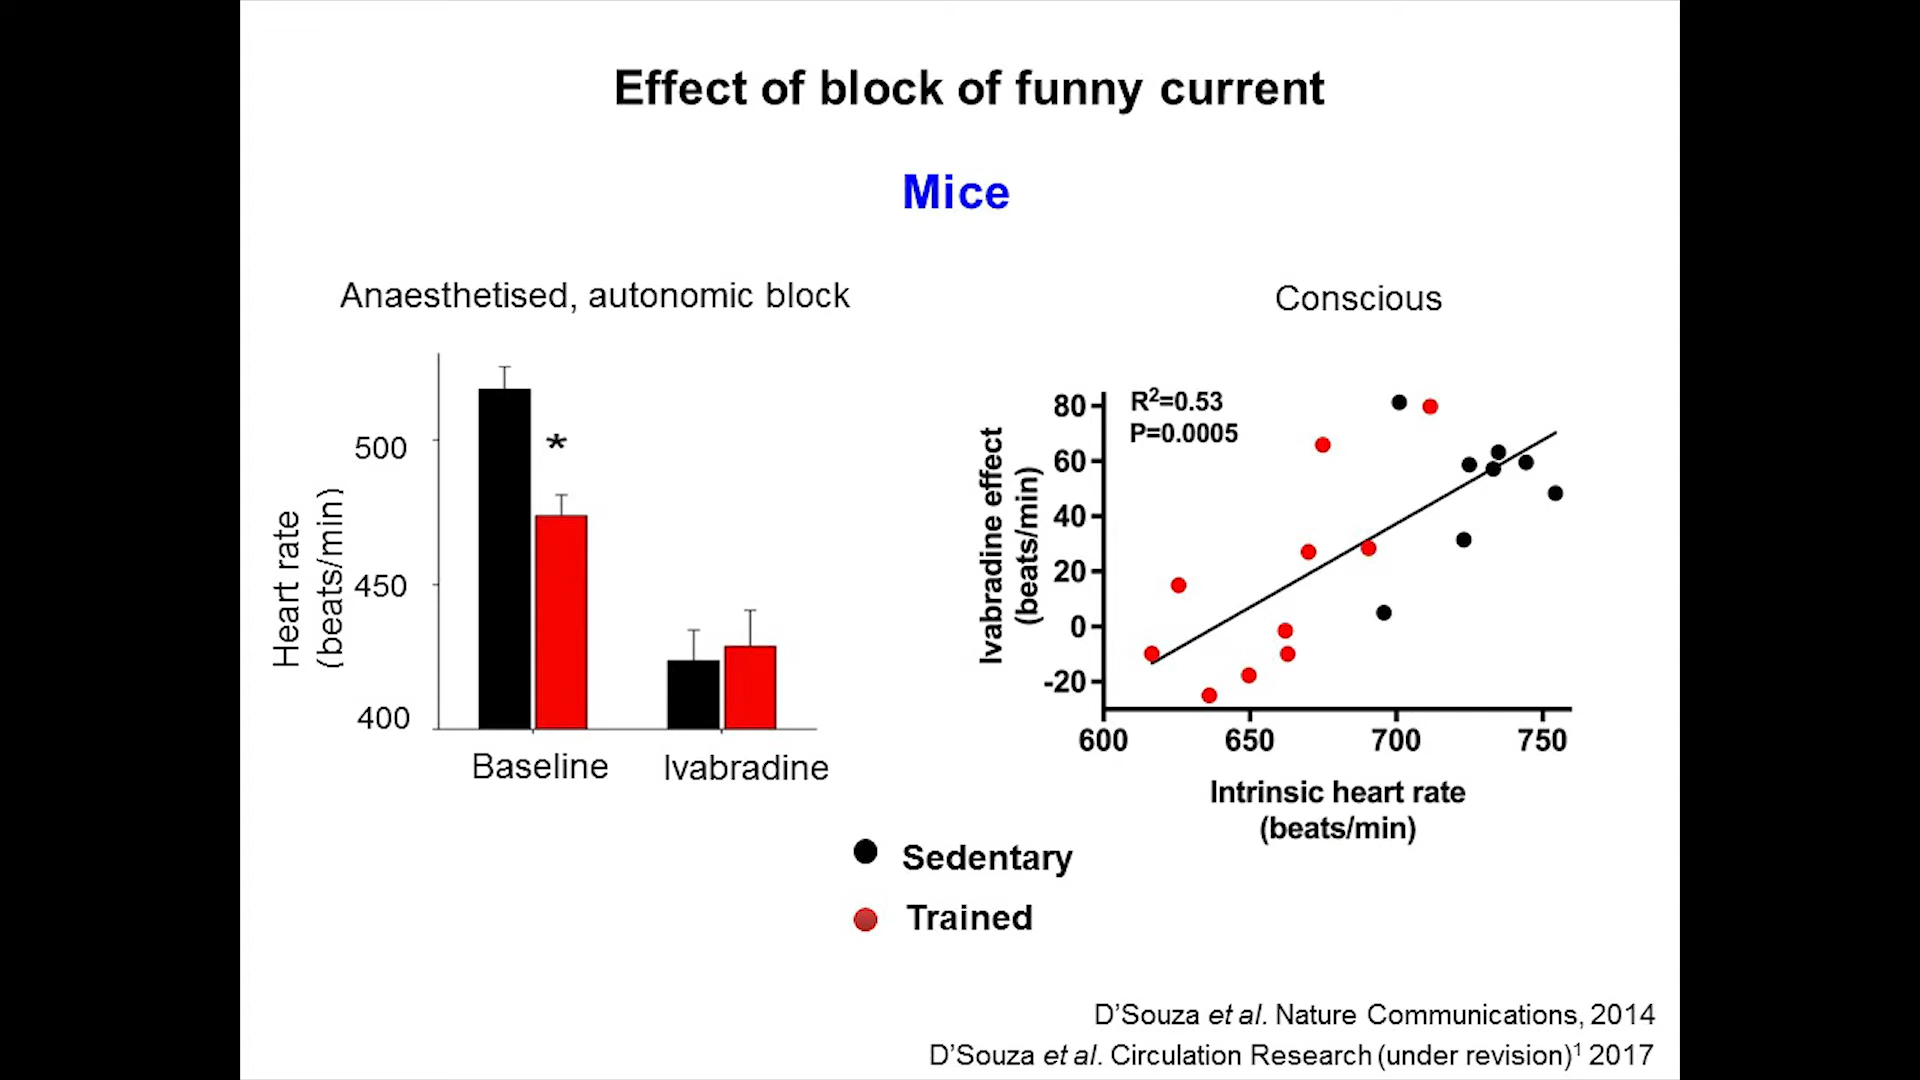 Effect of block of funny current
Mice
Anaesthetised, autonomic block
Heart rate
(beats/min)
500
450
400
*
Baseline
Ivabradine
Conscious
R²=0.53
P=0.0005
Ivabradine effect
(beats/min)
80
60
40
20
0
-20
600
650
700
750
Intrinsic heart rate
(beats/min)
Sedentary
Trained
D'Souza et al. Nature Communications, 2014
D'Souza et al. Circulation Research (under revision)¹ 2017